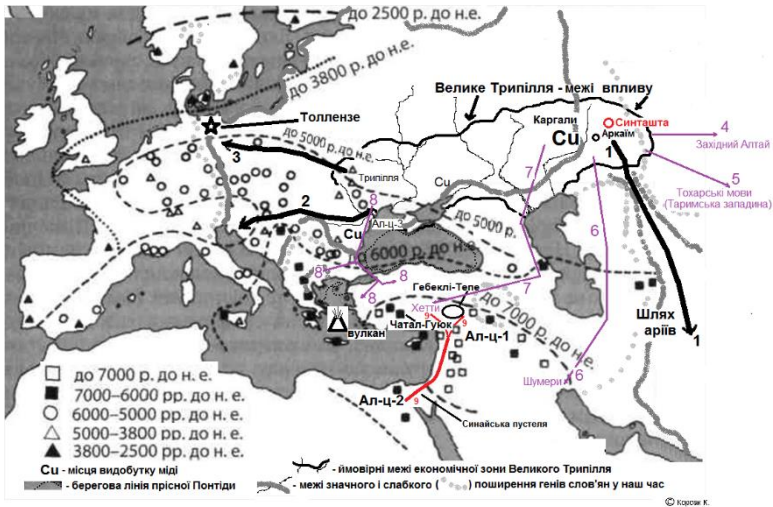 до 2500 р. до н.е.
до 3800 р. до н.е.
Велике Трипілля - межі впливу
Толлензе
Каргали
Cu
Синташта
Аркаїм
4
Західний Алтай
1
5
Тохарські мови
(Таримська западина)
до 5000 р. до н.е.
3
Трипілля
Cu
7
6
2
8
Ал-ц-3
Cu
до 5000 р.
6000 р. до н.е.
8
8
8
7
Гебеклі-Тепе
Хетти
до 7000 р. до н.е.
9
9
вулкан
Чатал-Гуюк
Ал-ц-1
Шлях
аріїв
1
6
Шумери
Ал-ц-2
9
Синайська пустеля
до 7000 р. до н.е.
7000–6000 рр. до н.е.
6000–5000 рр. до н.е.
5000–3800 рр. до н.е.
3800–2500 рр. до н.е.
Cu - місця видобутку міді
- ймовірні межі економічної зони Великого Трипілля
- берегова лінія прісної Понтіди
- межі значного і слабкого ( ) поширення генів слов'ян у наш час
© Корови К.